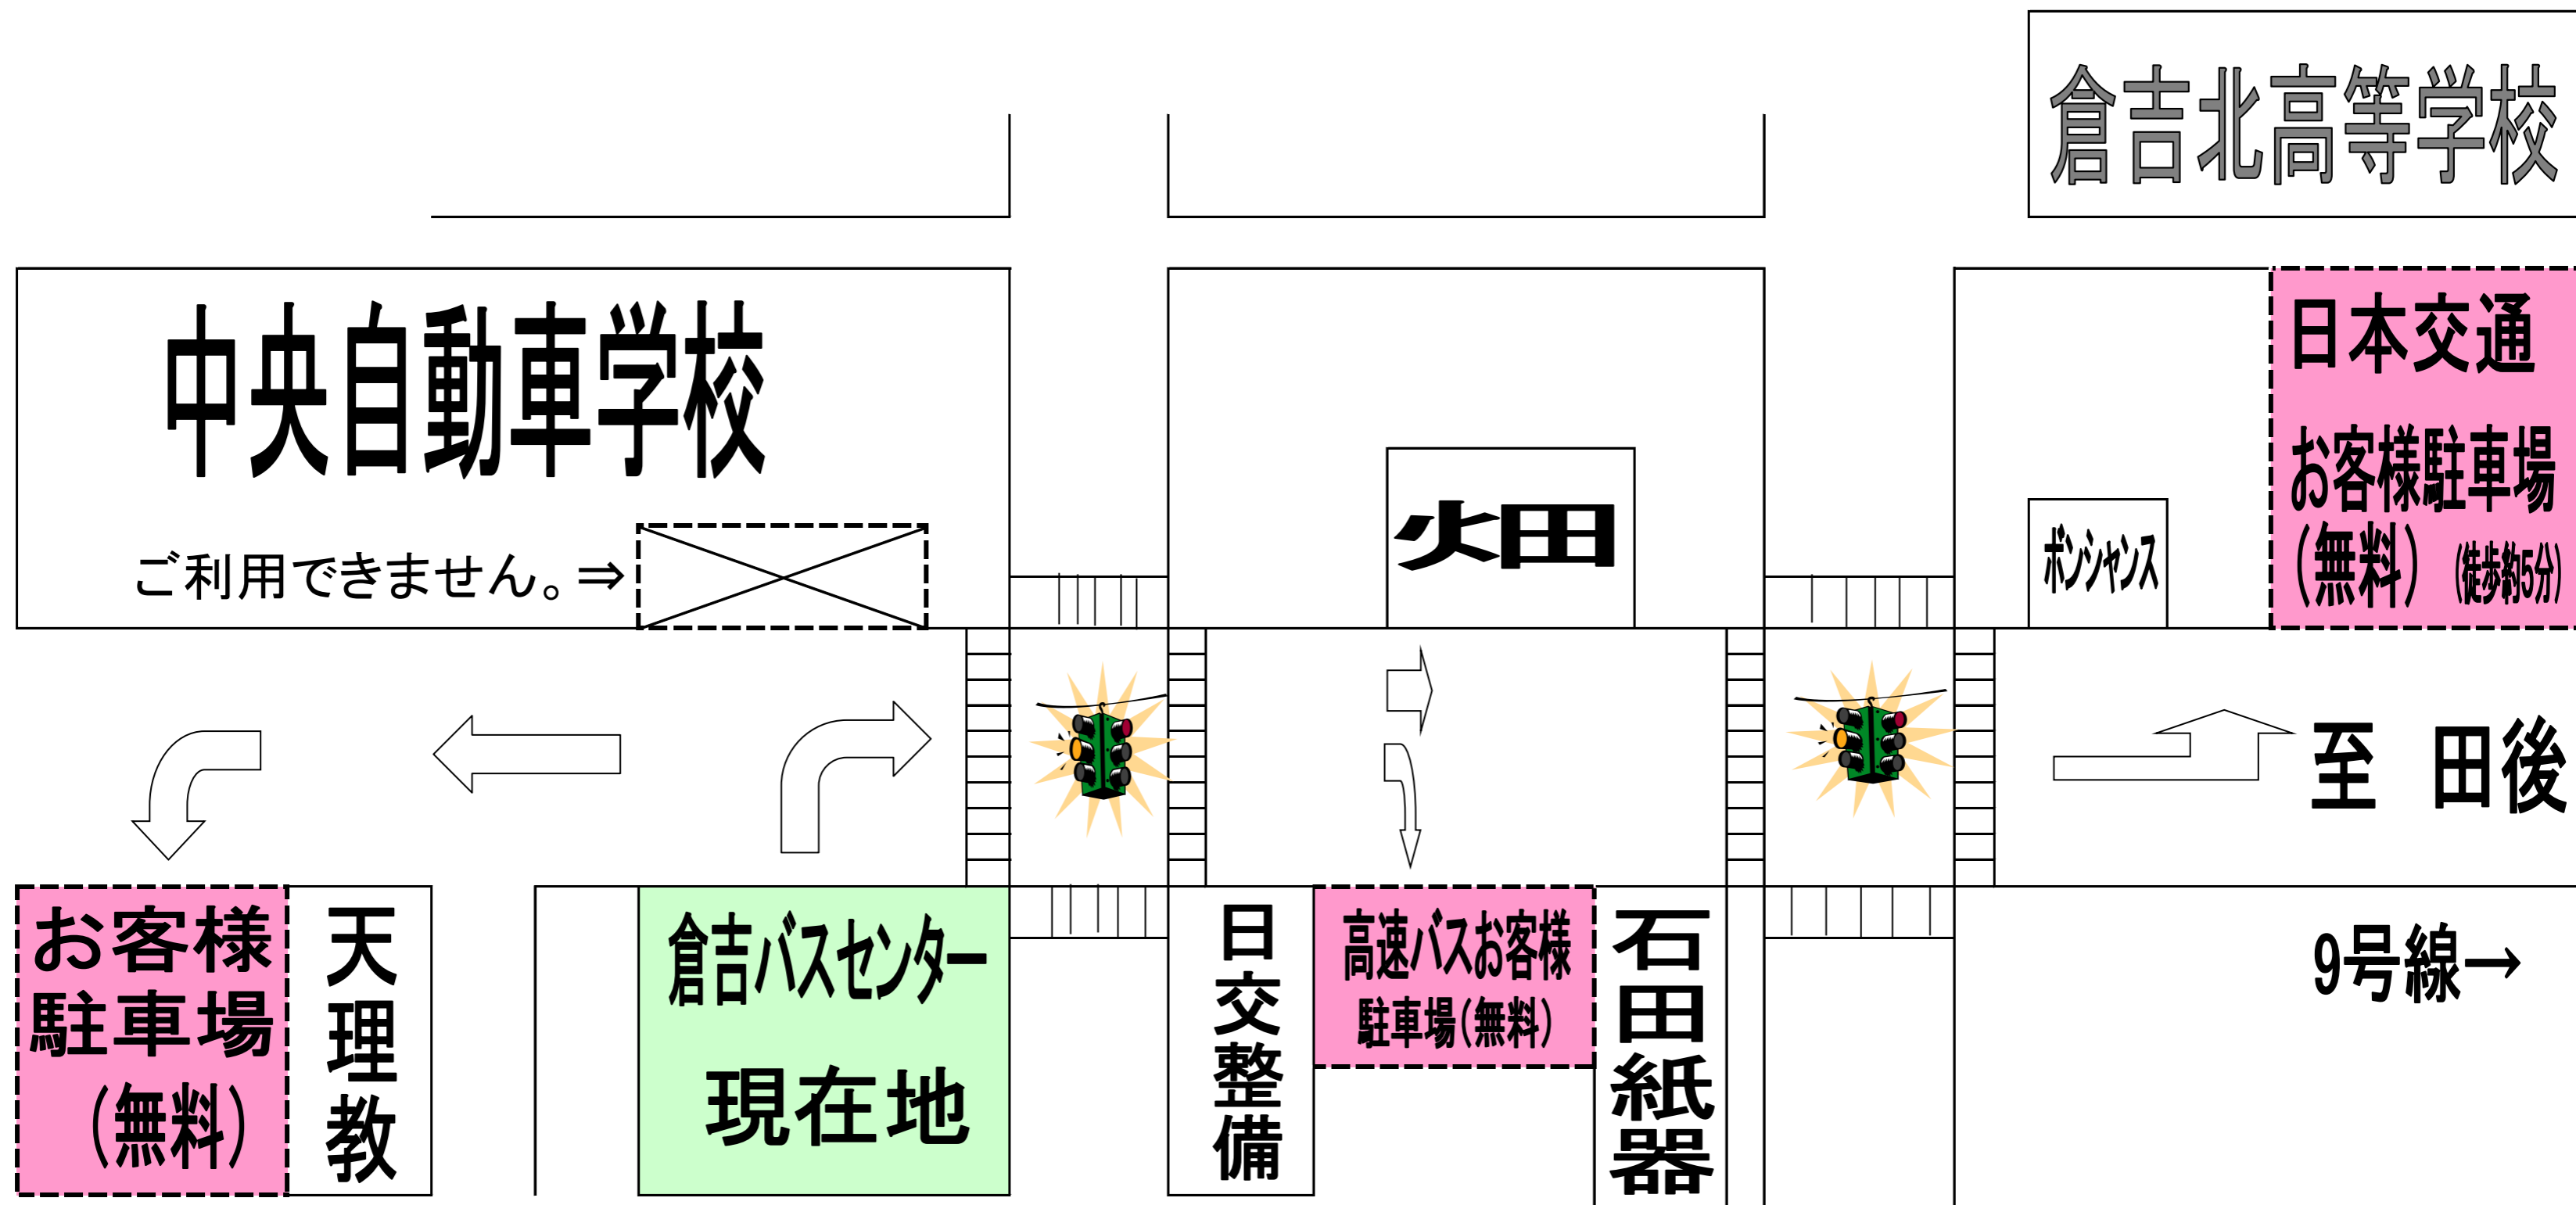 倉吉北高等学校
中央自動車学校
ご利用できません。⇒
畑
ボンシャンス
日本交通
お客様駐車場
(無料) (徒歩約5分)
至 田後
お客様
駐車場
(無料)
天理教
倉吉バスセンター
現在地
日交整備
高速バスお客様
駐車場(無料)
石田紙器
9号線→